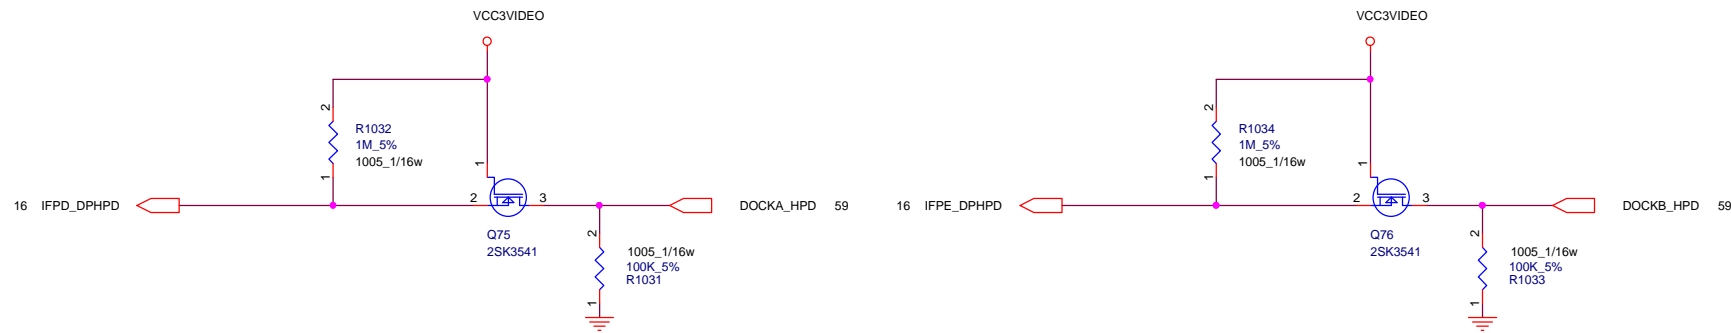 VCC3VIDEO
2
R1032
1M_5%
1005_1/16w
1
1
16 IFPD_DPHPD
2
3
DOCKA_HPD 59
Q75
2SK3541
2
1005_1/16w
100K_5%
R1031
1
VCC3VIDEO
2
R1034
1M_5%
1005_1/16w
1
1
16 IFPE_DPHPD
2
3
DOCKB_HPD 59
Q76
2SK3541
2
1005_1/16w
100K_5%
R1033
1